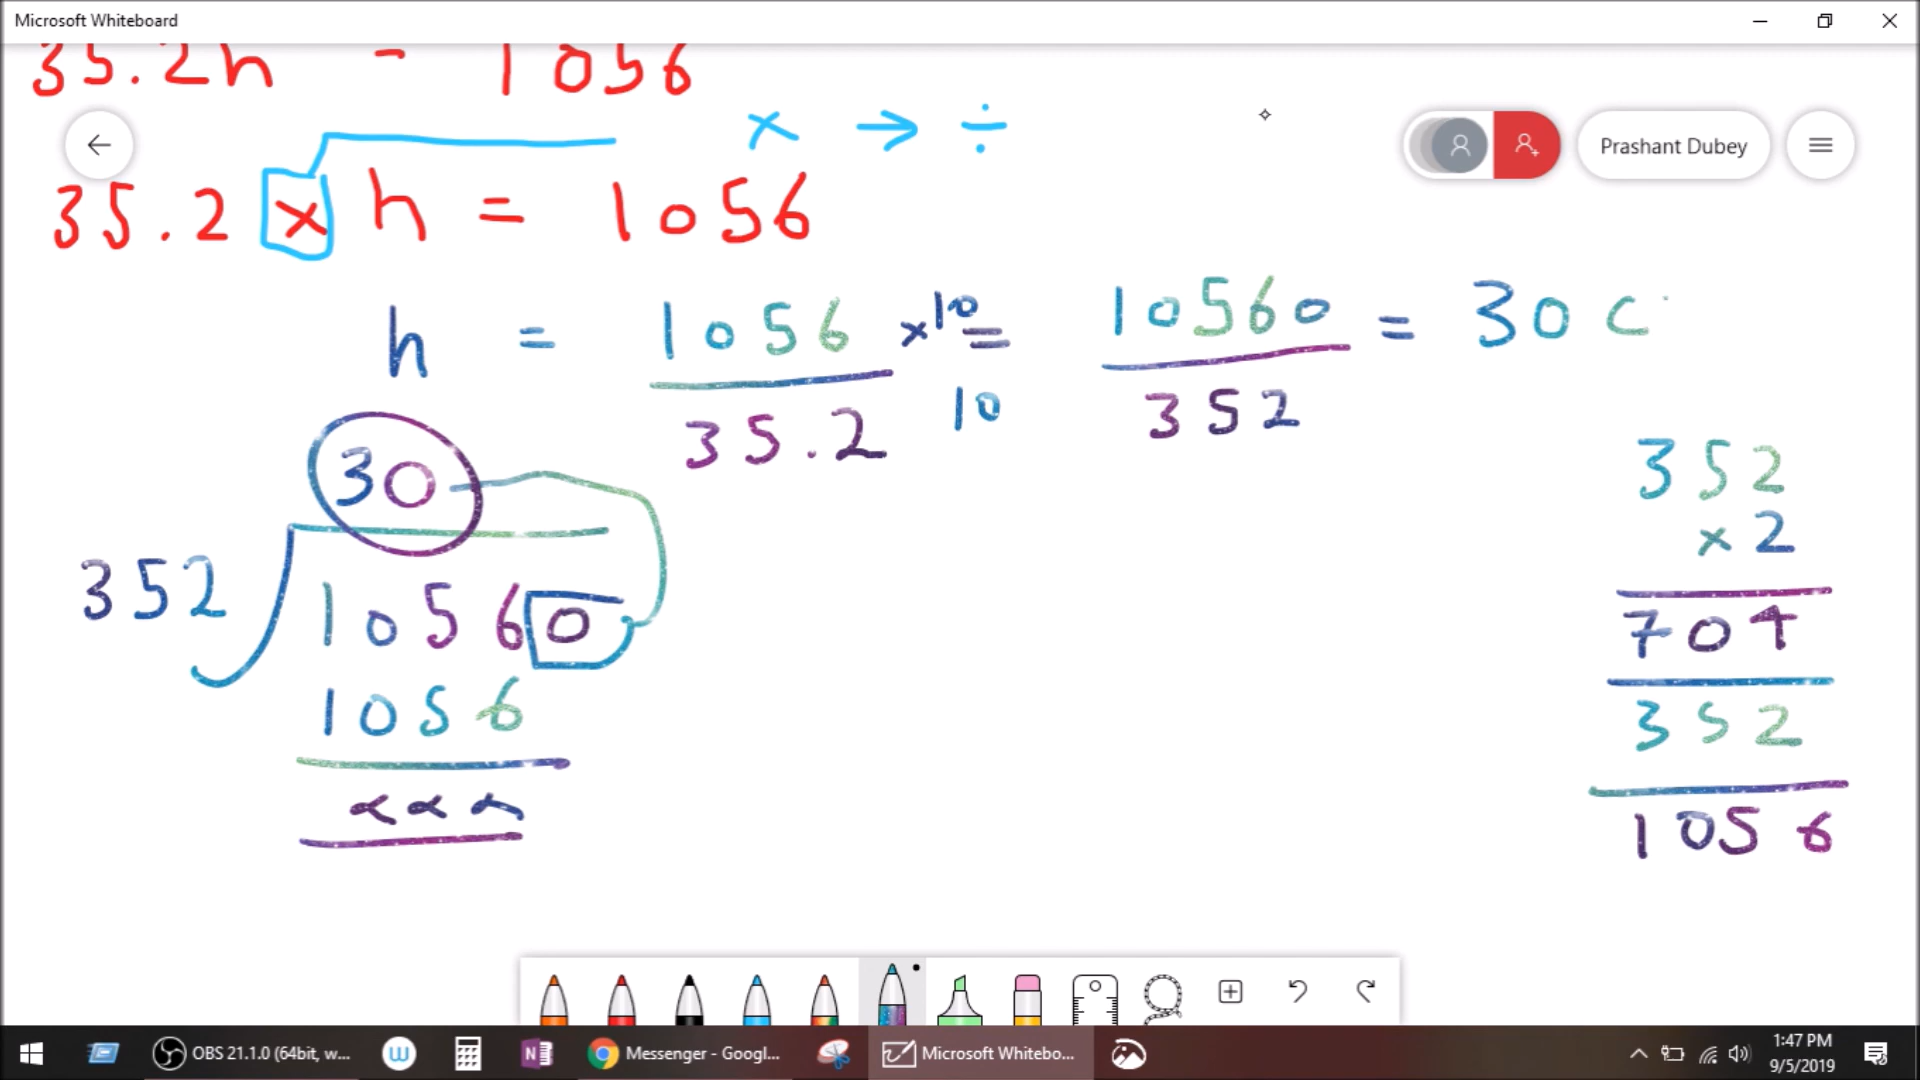 Microsoft Whiteboard
35.2h = 1056
× → ÷
Prashant Dubey
35.2 × h = 1056
h = 1056 ×10 = 10560 = 30 c
35.2 10 352
30
352 10560
1056
×××
352
×2
704
352
1056
OBS 21.1.0 (64bit, w...
Messenger - Googl...
Microsoft Whitebo...
1:47 PM
9/5/2019